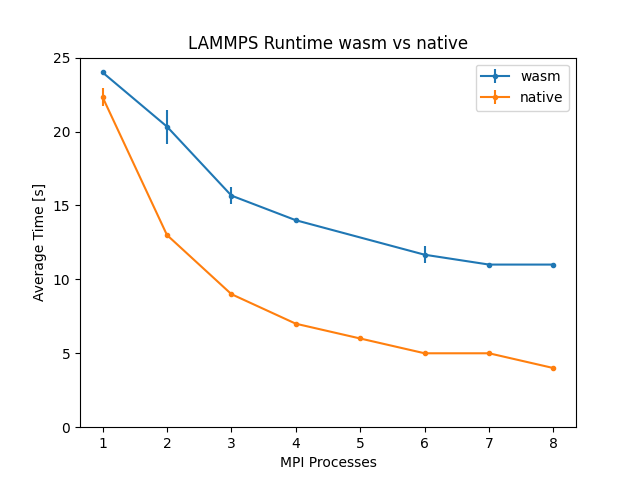 LAMMPS Runtime wasm vs native
wasm
native
Average Time [s]
25
20
15
10
5
0
1 2 3 4 5 6 7 8
MPI Processes